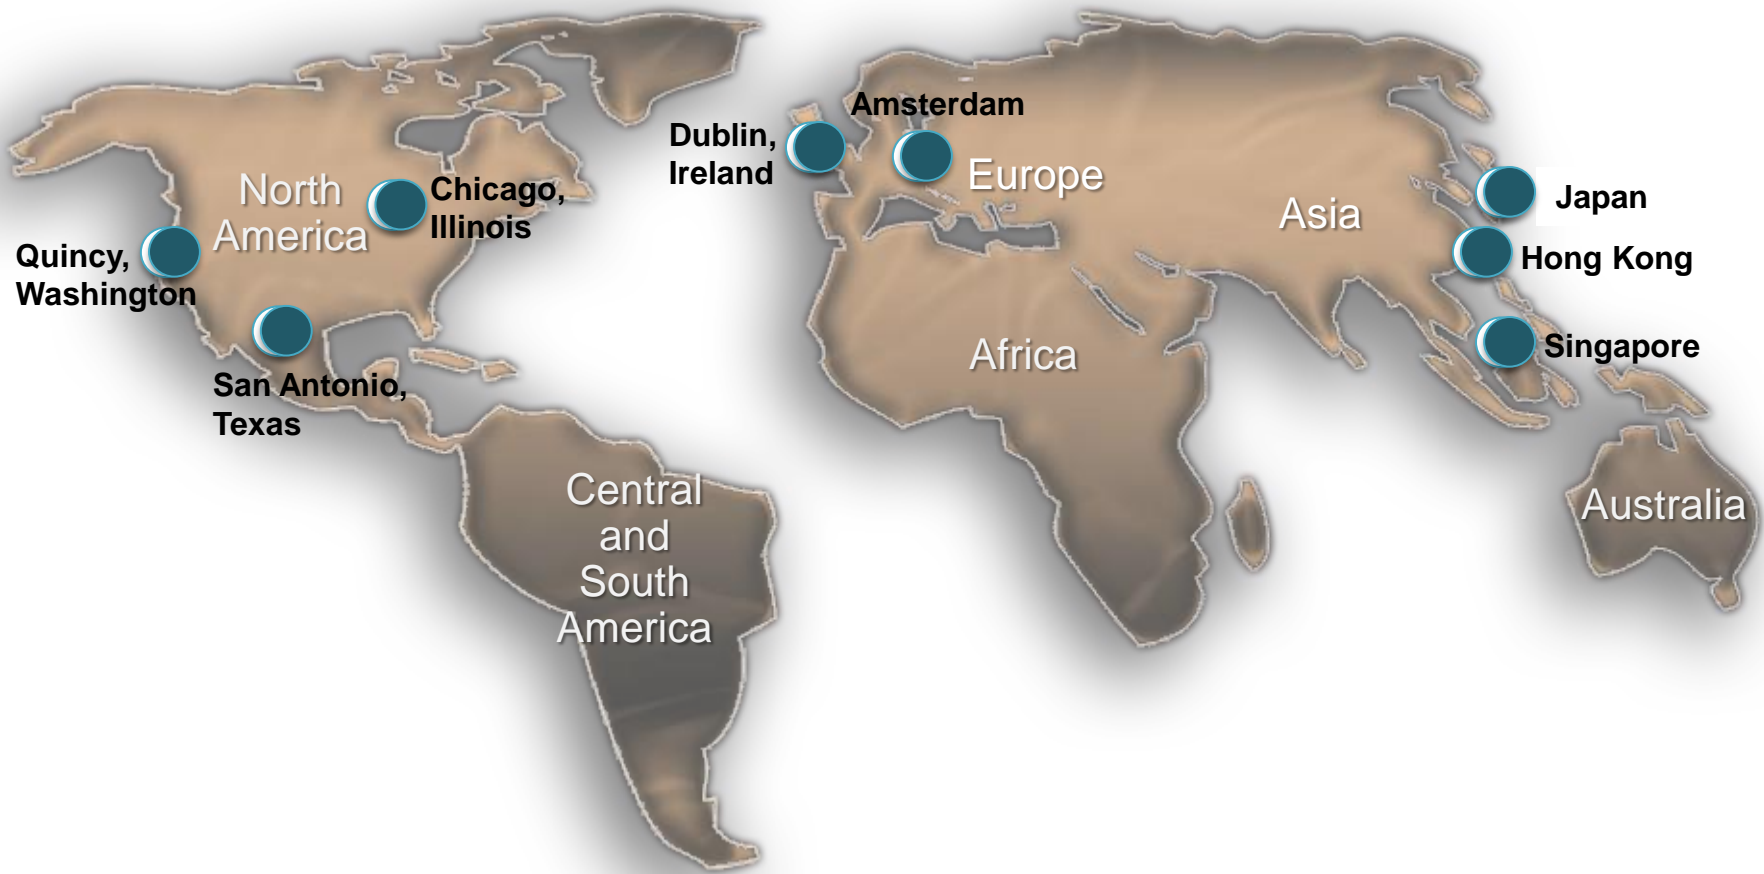 Amsterdam
Dublin,
Ireland
Europe
North
America
Chicago,
Illinois
Asia
Japan
Quincy,
Washington
Hong Kong
Africa
Singapore
San Antonio,
Texas
Central
and
South
America
Australia